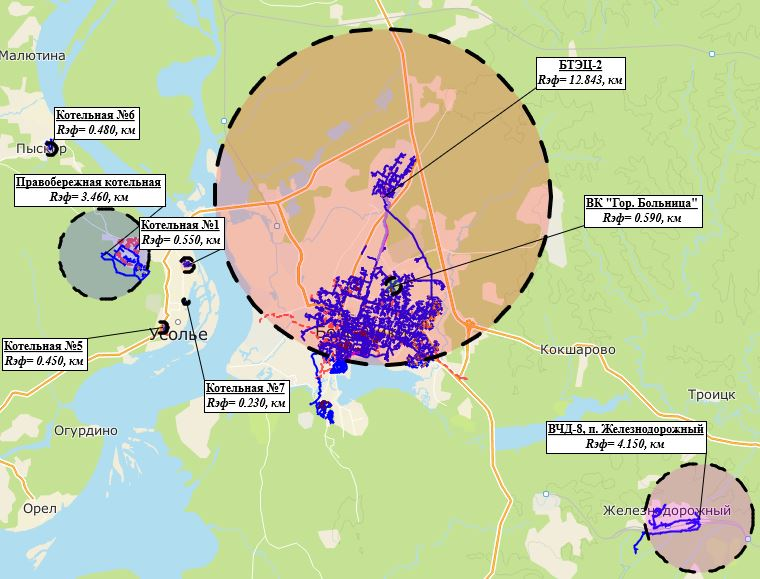 Малютина
БТЭЦ-2
Rэф= 12.843, км
Котельная №6
Rэф= 0.480, км
Пыскор
Правобережная котельная
Rэф= 3.460, км
ВК "Гор. Больница"
Rэф= 0.590, км
Котельная №1
Rэф= 0.550, км
Усолье
Котельная №5
Rэф= 0.450, км
Кокшарово
Котельная №7
Rэф= 0.230, км
Троицк
Огурдино
ВЧД-8, п. Железнодорожный
Rэф= 4.150, км
Орел
Железнодорожный